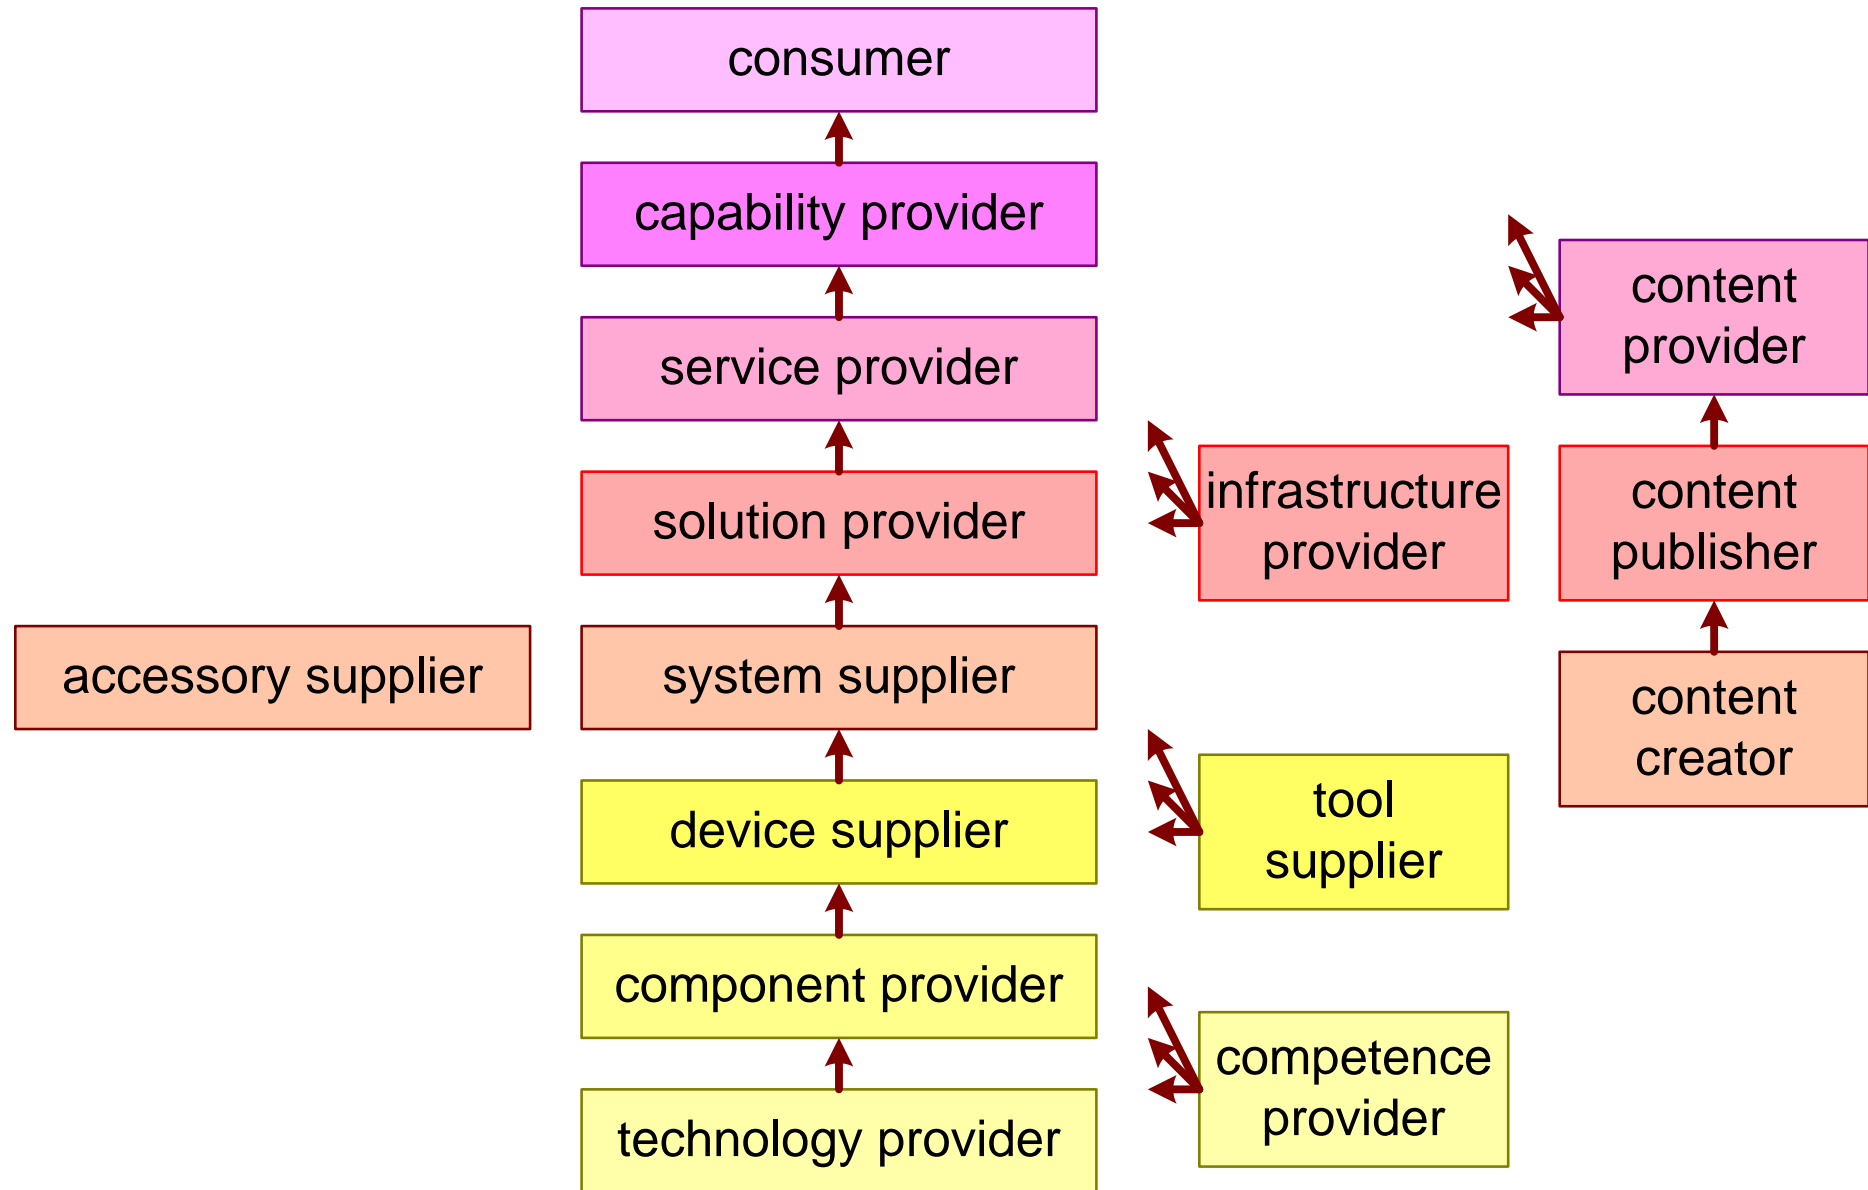 consumer
capability provider
service provider
solution provider
accessory supplier
system supplier
device supplier
component provider
technology provider
infrastructure
provider
tool
supplier
competence
provider
content
provider
content
publisher
content
creator